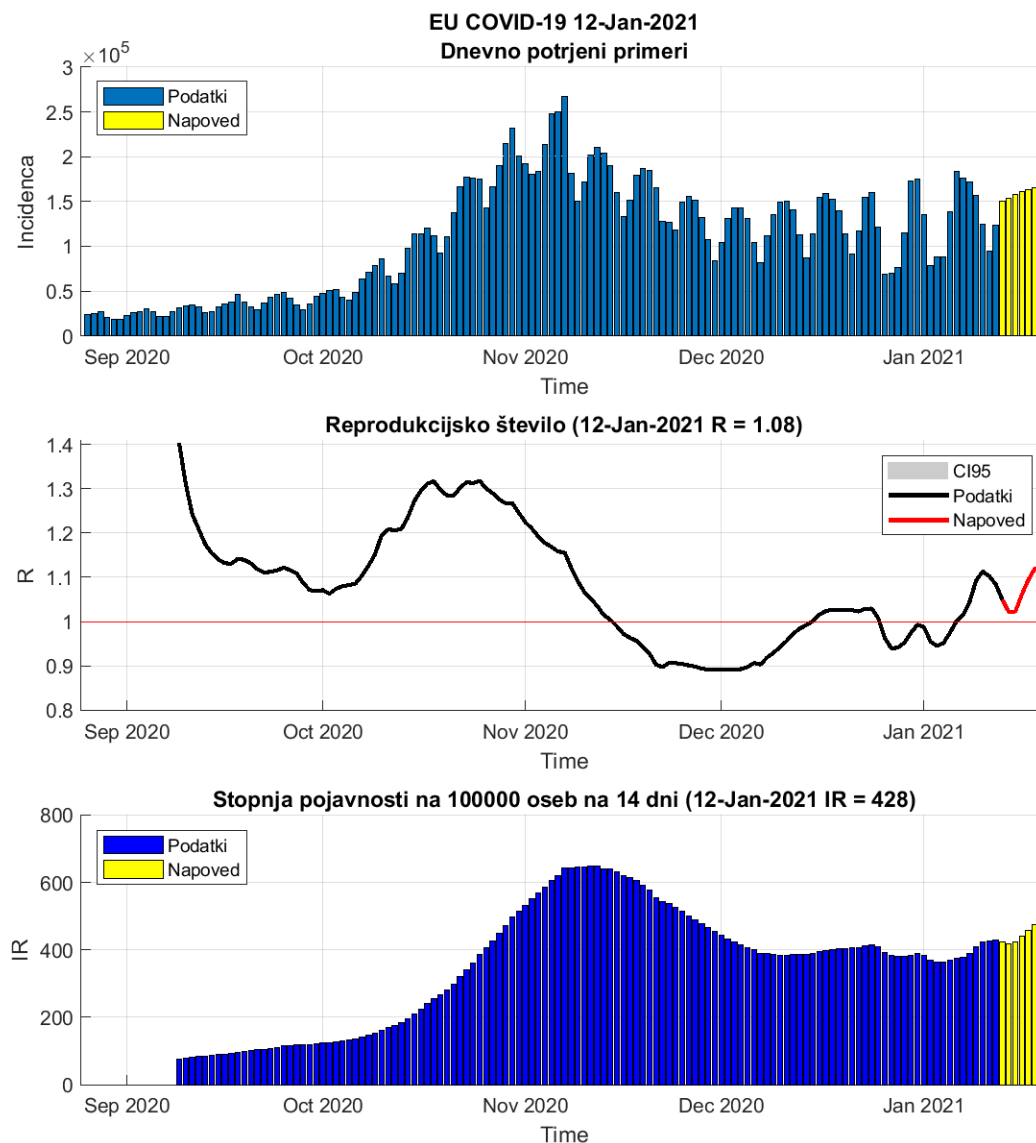 EU COVID-19 12-Jan-2021
Dnevno potrjeni primeri
×10^5
3
2.5
2
1.5
1
0.5
0
Incidenca
Podatki
Napoved
Sep 2020 Oct 2020 Nov 2020 Dec 2020 Jan 2021
Time
Reprodukcijsko število (12-Jan-2021 R = 1.08)
1.4
1.3
1.2
1.1
1
0.9
0.8
R
CI95
Podatki
Napoved
Sep 2020 Oct 2020 Nov 2020 Dec 2020 Jan 2021
Time
Stopnja pojavnosti na 100000 oseb na 14 dni (12-Jan-2021 IR = 428)
800
600
400
200
0
IR
Podatki
Napoved
Sep 2020 Oct 2020 Nov 2020 Dec 2020 Jan 2021
Time